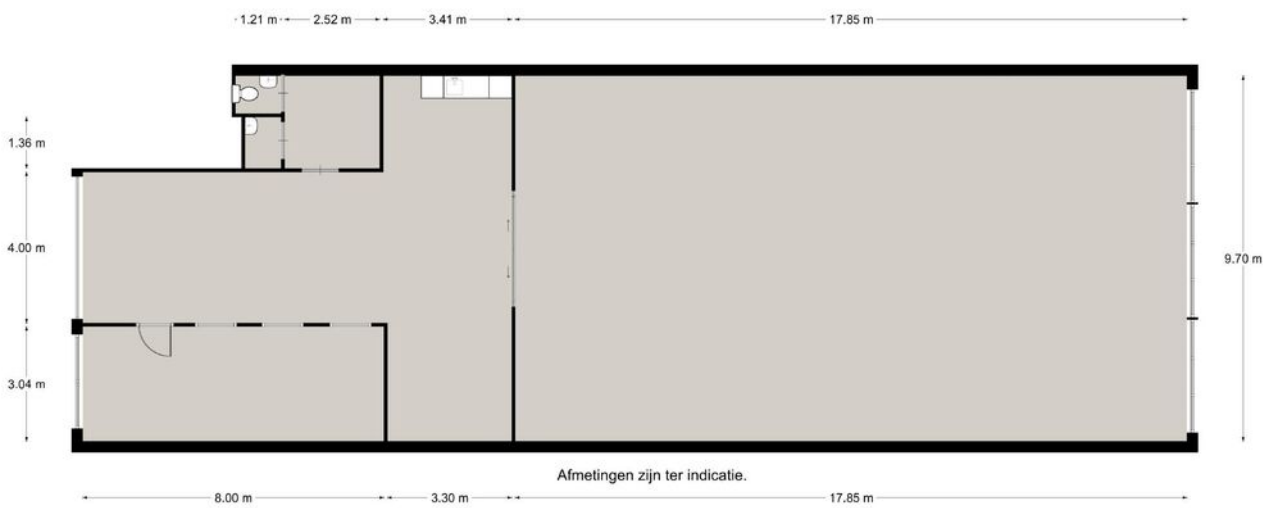 1.21 m 2.52 m 3.41 m 17.85 m
1.36 m
4.00 m
9.70 m
3.04 m
Afmetingen zijn ter indicatie.
8.00 m 3.30 m 17.85 m